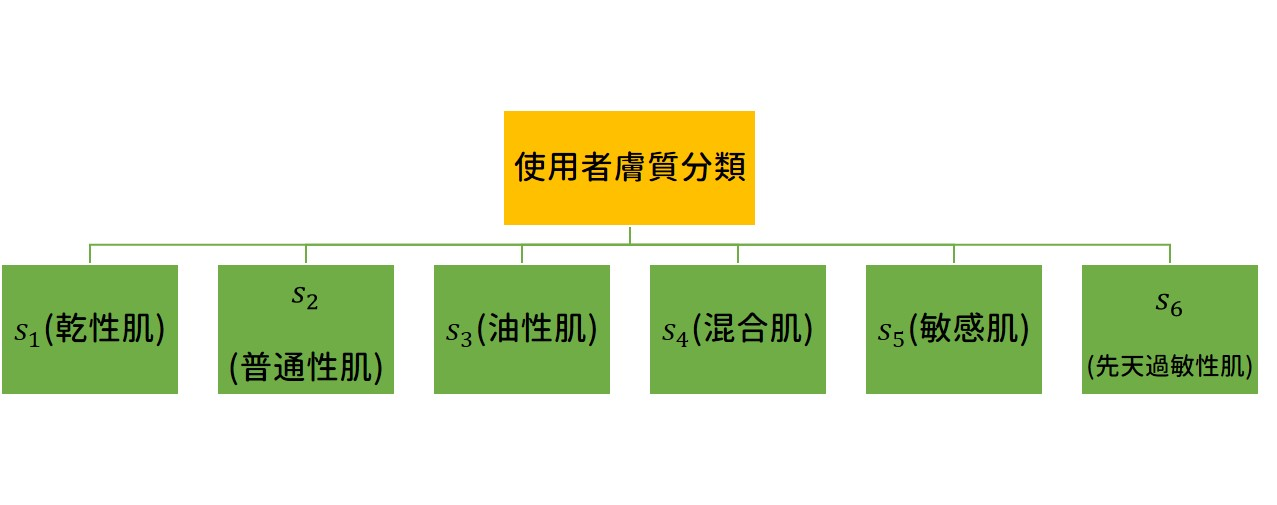 使用者膚質分類
s₁(乾性肌)
s₂
(普通性肌)
s₃(油性肌)
s₄(混合肌)
s₅(敏感肌)
s₆
(先天過敏性肌)